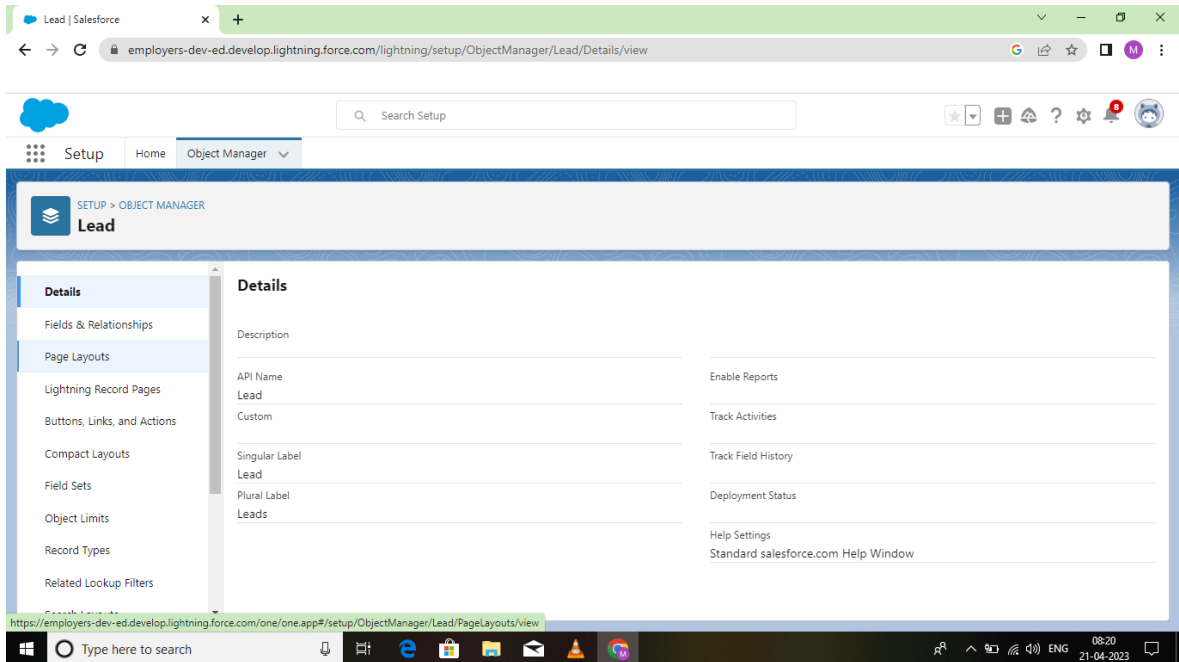 Lead | Salesforce
employers-dev-ed.develop.lightning.force.com/lightning/setup/ObjectManager/Lead/Details/view
G
M
Search Setup
8
Setup
Home
Object Manager
SETUP > OBJECT MANAGER
Lead
Details
Fields & Relationships
Page Layouts
Lightning Record Pages
Buttons, Links, and Actions
Compact Layouts
Field Sets
Object Limits
Record Types
Related Lookup Filters
Search Layouts
Details
Description
API Name
Lead
Custom
Singular Label
Lead
Plural Label
Leads
Enable Reports
Track Activities
Track Field History
Deployment Status
Help Settings
Standard salesforce.com Help Window
https://employers-dev-ed.develop.lightning.force.com/one/one.app#/setup/ObjectManager/Lead/PageLayouts/view
Type here to search
ENG
08:20
21-04-2023